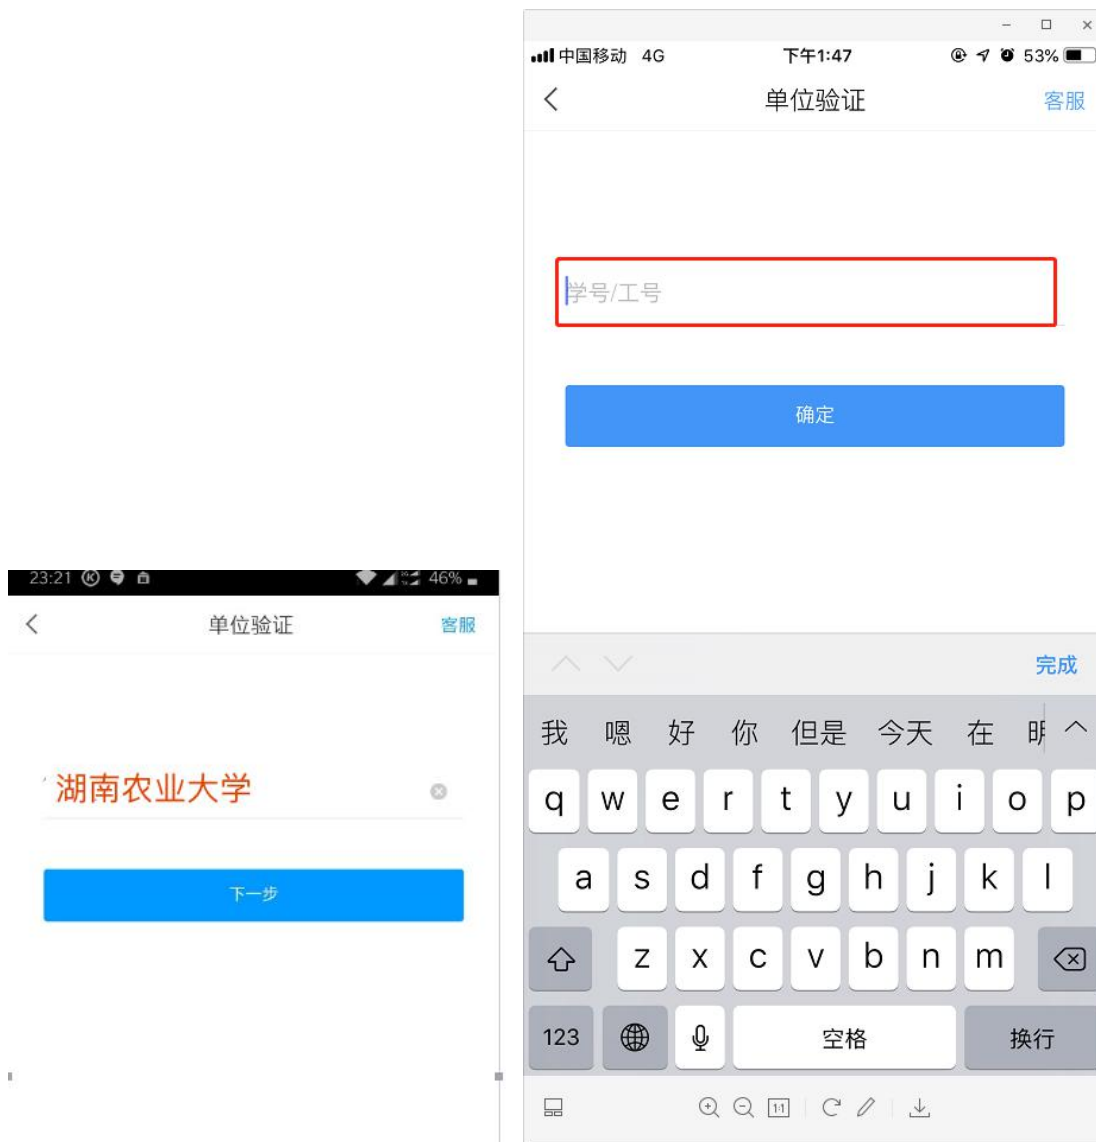 中国移动 4G 下午1:47 53%
单位验证 客服
学号/工号
确定
23:21 46%
单位验证 客服
湖南农业大学
下一步
完成
我 嗯 好 你 但是 今天 在
q w e r t y u i o p
a s d f g h j k l
z x c v b n m
123 空格 换行
1:1